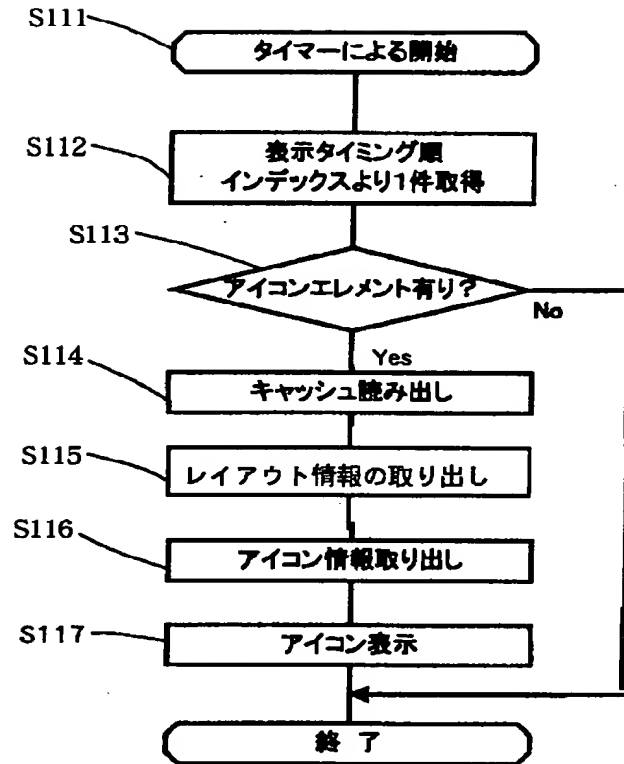 S111
タイマーによる開始
S112
表示タイミング順
インデックスより1件取得
S113
アイコンエレメント有り?
No
Yes
S114
キャッシュ読み出し
S115
レイアウト情報の取り出し
S116
アイコン情報取り出し
S117
アイコン表示
終了